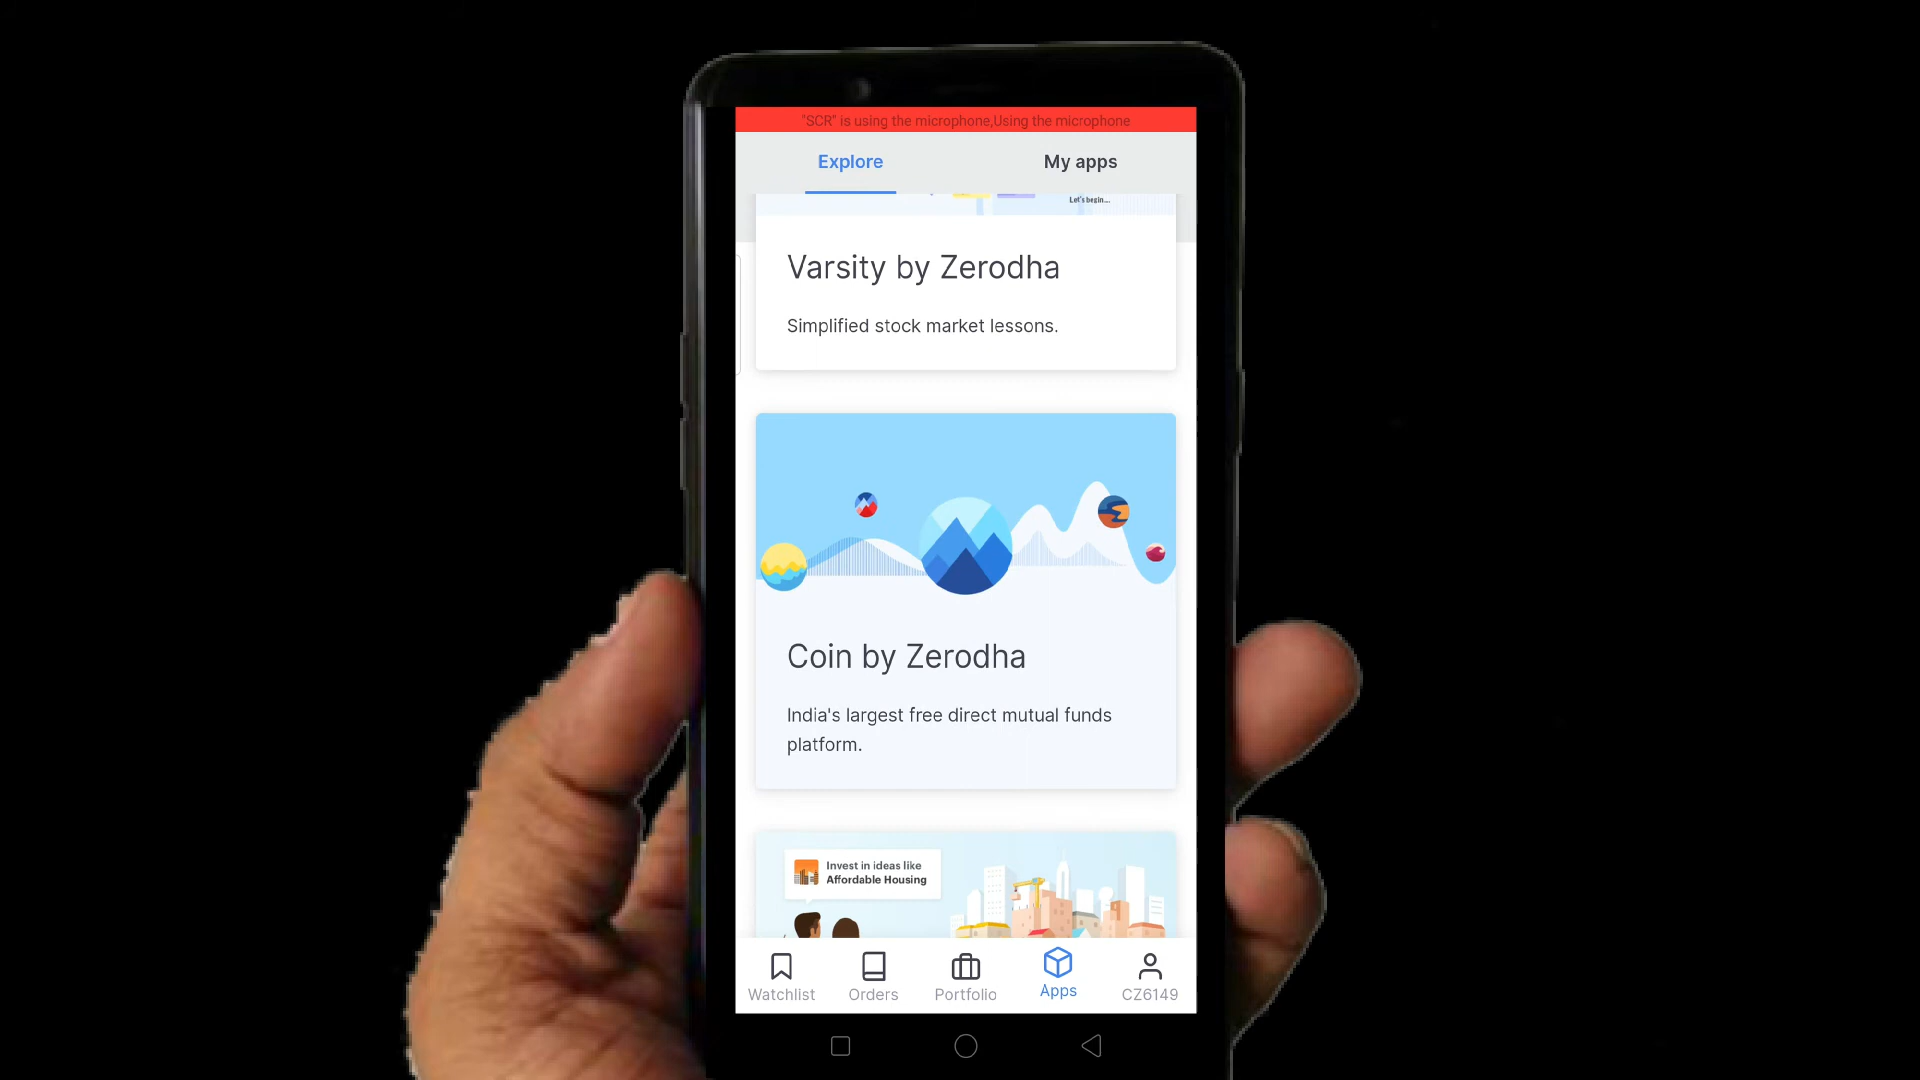 "SCR" is using the microphone,Using the microphone
Explore
My apps
Let's begin...
Varsity by Zerodha
Simplified stock market lessons.
Coin by Zerodha
India's largest free direct mutual funds
platform.
Invest in ideas like
Affordable Housing
Watchlist
Orders
Portfolio
Apps
CZ6149